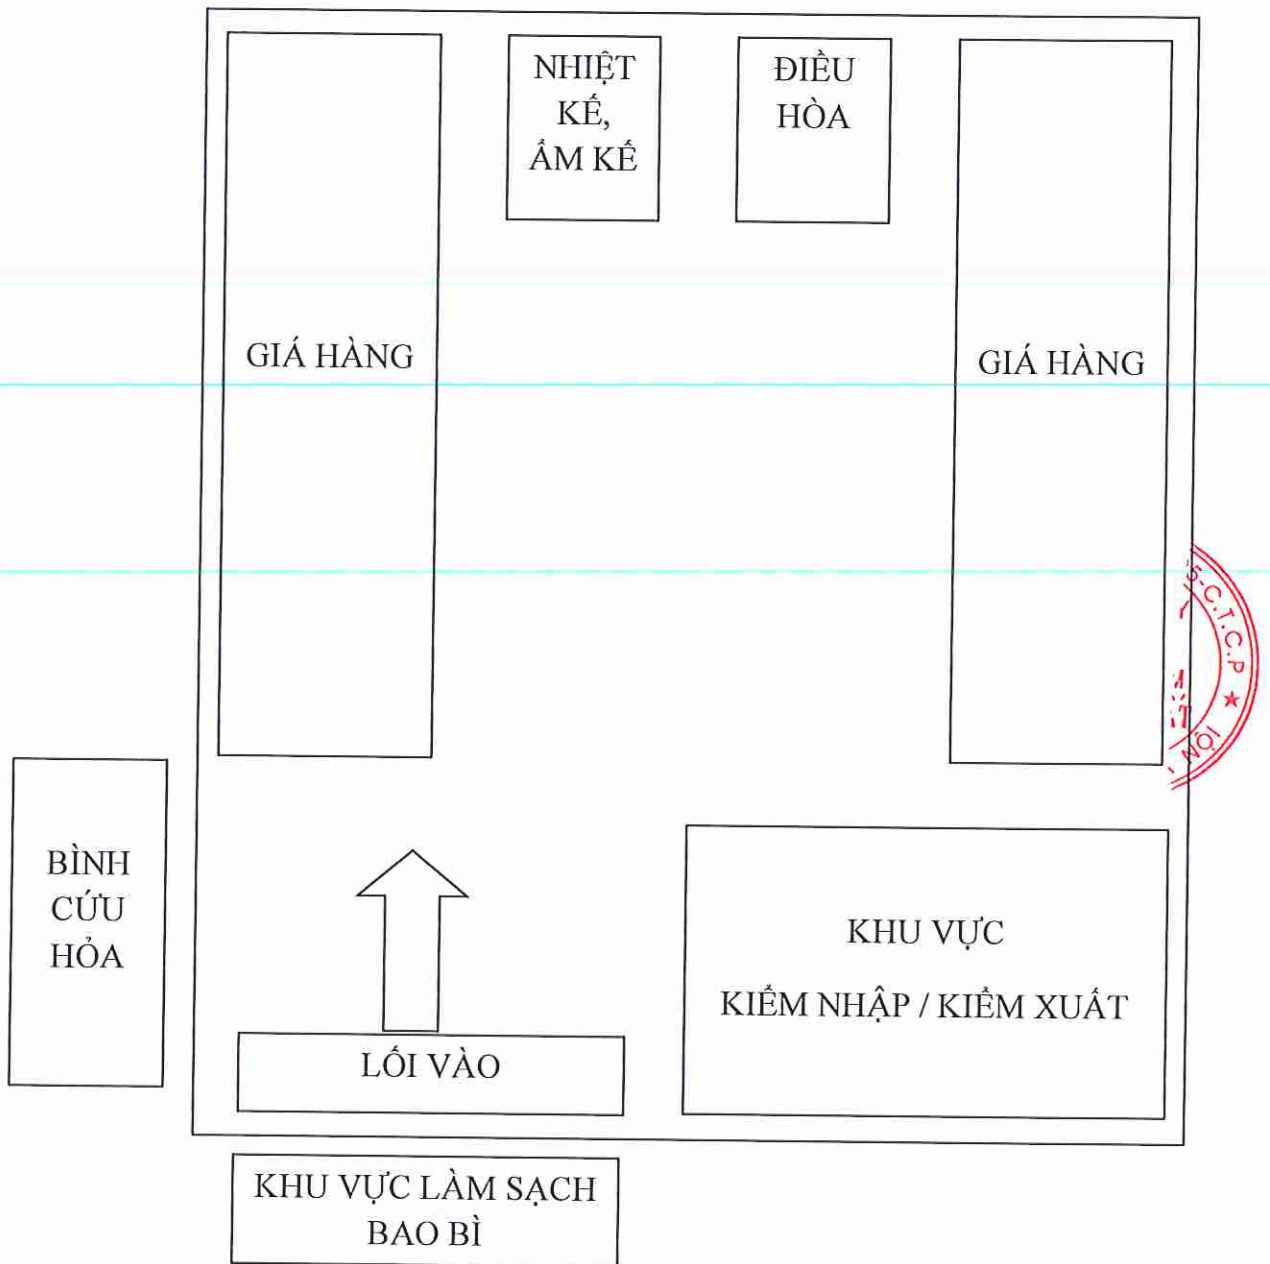 NHIỆT
KẾ,
ẨM KẾ
ĐIỀU
HÒA
GIÁ HÀNG
GIÁ HÀNG
5-C.T.C.P
BÌNH
CỨU
HỎA
KHU VỰC
KIỂM NHẬP / KIỂM XUẤT
LỐI VÀO
KHU VỰC LÀM SẠCH
BAO BÌ